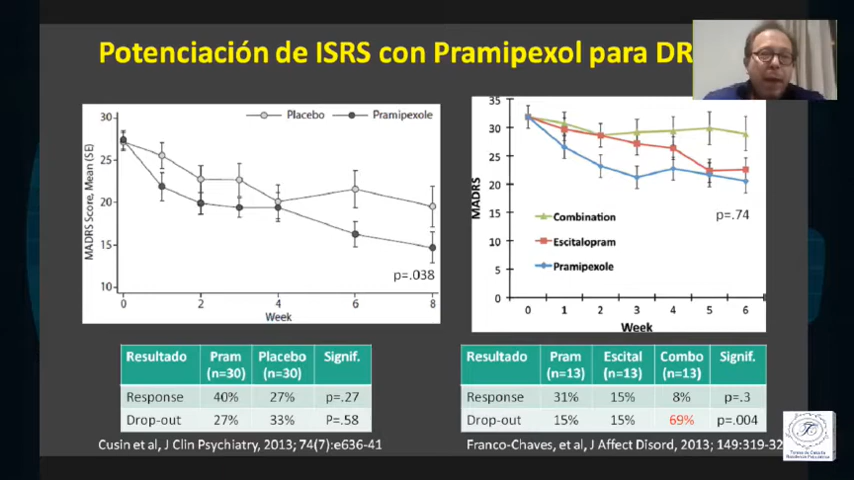 Potenciación de ISRS con Pramipexol para DR
Placebo
Pramipexole
MADRS Score, Mean (SE)
30
25
20
15
10
0
2
4
6
8
Week
p=.038
MADRS
35
30
25
20
15
10
5
0
Combination
Escitalopram
Pramipexole
p=.74
0 1 2 3 4 5 6
Week
Resultado Pram (n=30) Placebo (n=30) Signif.
Response 40% 27% p=.27
Drop-out 27% 33% P=.58
Resultado Pram (n=13) Escital (n=13) Combo (n=13) Signif.
Response 31% 15% 8% p=.3
Drop-out 15% 15% 69% p=.004
Cusin et al, J Clin Psychiatry, 2013; 74(7):e636-41
Franco-Chaves, et al, J Affect Disord, 2013; 149:319-32